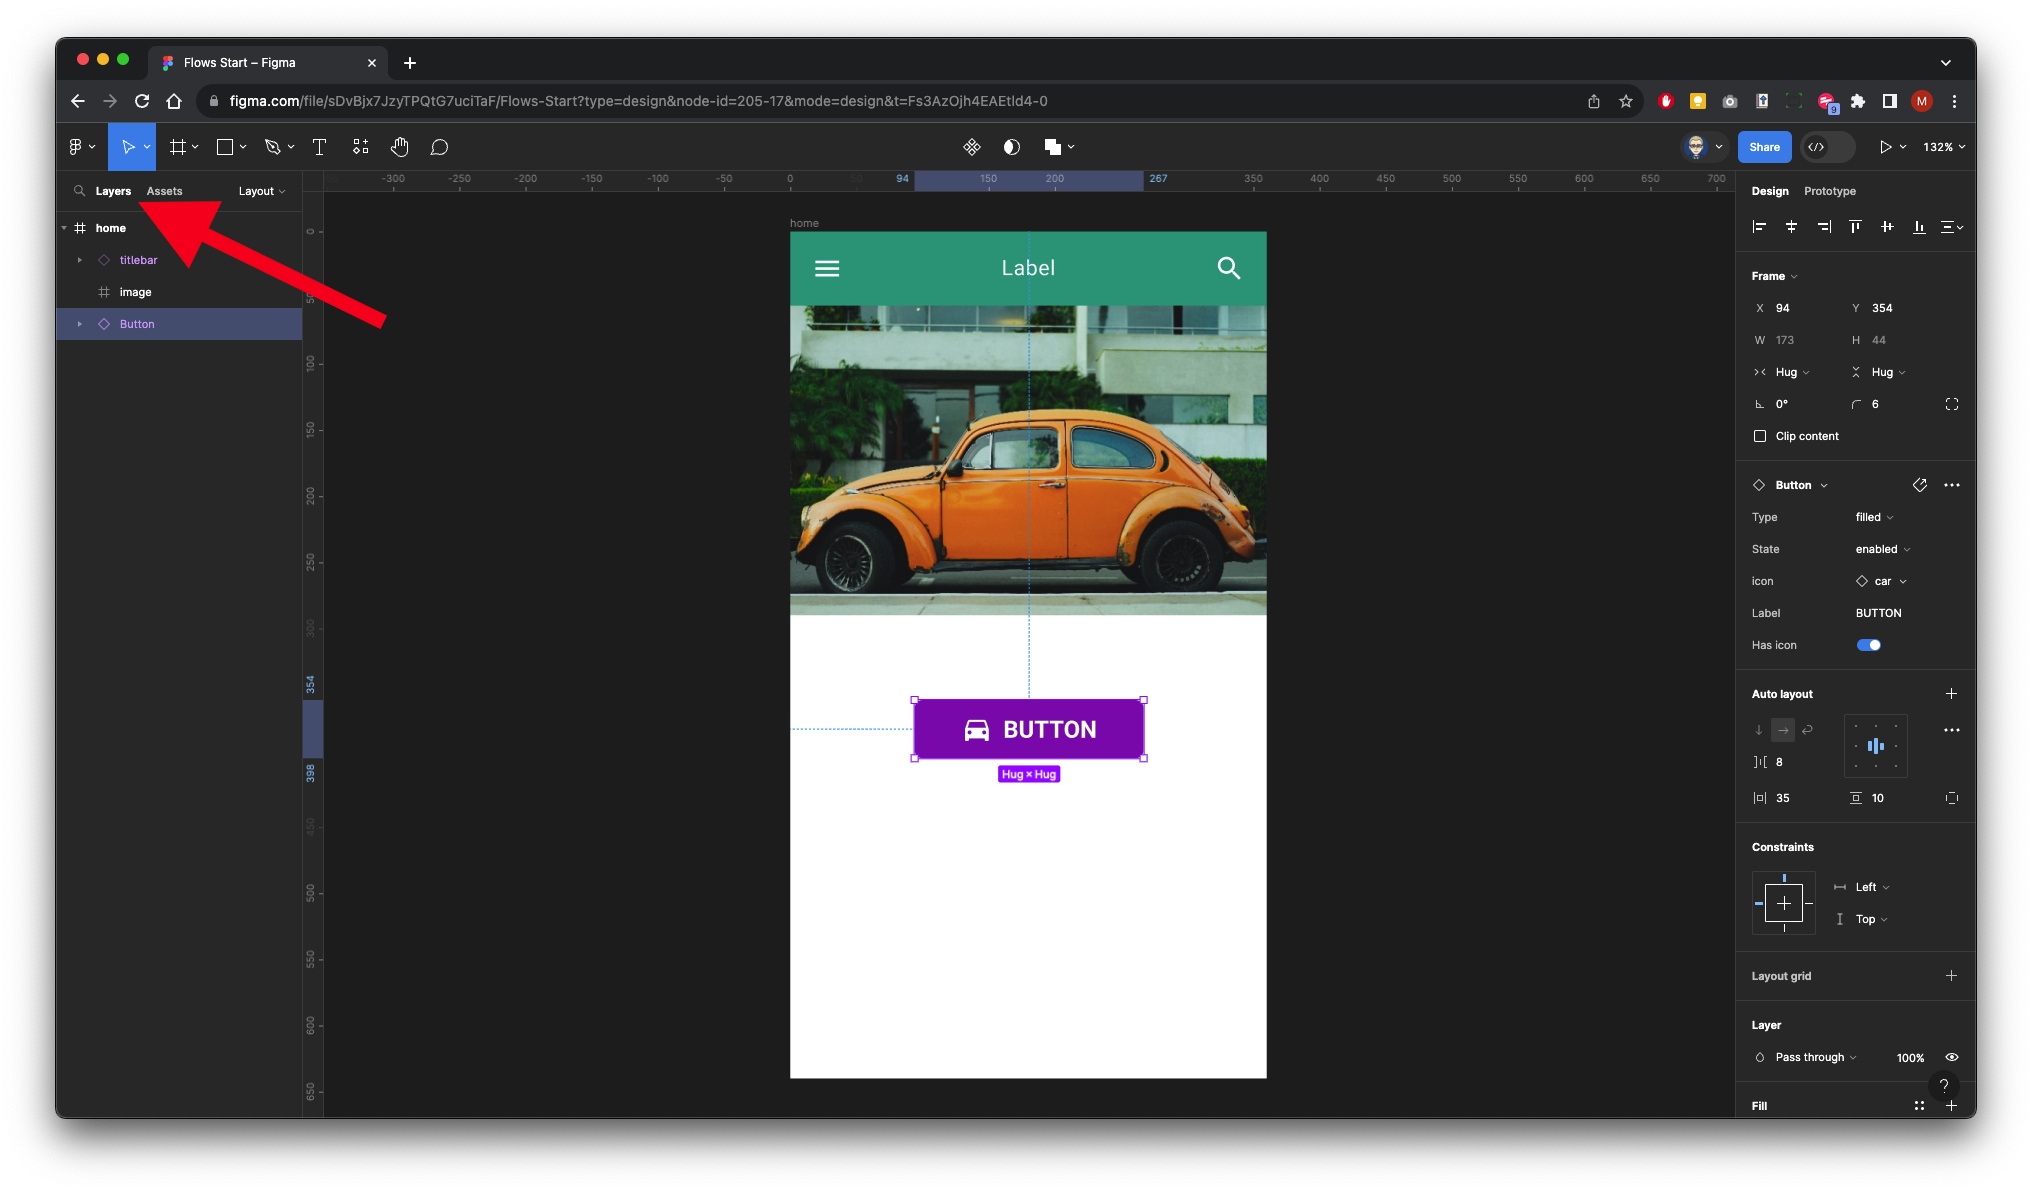 Flows Start – Figma
figma.com/file/sDvBjx7JzyTPQtG7uciTaF/Flows-Start?type=design&node-id=205-17&mode=design&t=Fs3AzOjh4EAEtld4-0
9
M
Share
132%
Layers Assets Layout
-300 -250 -200 -150 -100 -50 0 50 94 150 200 267 350 400 450 500 550 600 650 700
Design Prototype
home
titlebar
image
Button
0
50
100
150
200
250
300
354
398
450
500
550
600
650
home
Label
BUTTON
Hug × Hug
Frame
X 94 Y 354
W 173 H 44
Hug Hug
0° 6
Clip content
Button
Type filled
State enabled
icon car
Label BUTTON
Has icon
Auto layout
8
35 10
Constraints
Left
Top
Layout grid
Layer
Pass through 100%
?
Fill